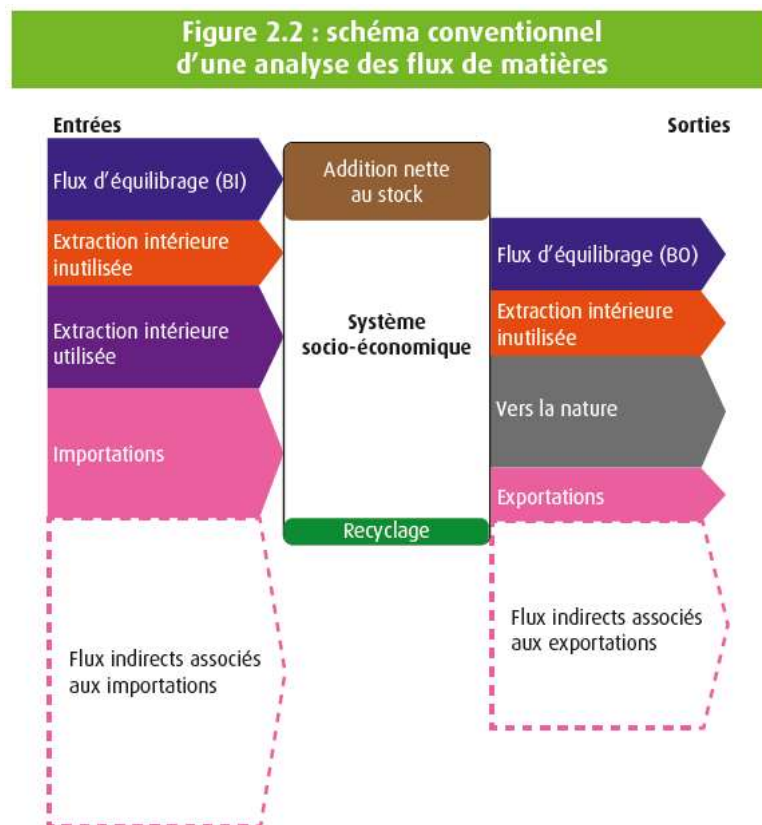 Figure 2.2 : schéma conventionnel
d'une analyse des flux de matières
Entrées
Sorties
Flux d'équilibrage (BI)
Extraction intérieure
inutilisée
Extraction intérieure
utilisée
Importations
Flux indirects associés
aux importations
Addition nette
au stock
Système
socio-économique
Recyclage
Flux d'équilibrage (BO)
Extraction intérieure
inutilisée
Vers la nature
Exportations
Flux indirects associés
aux exportations